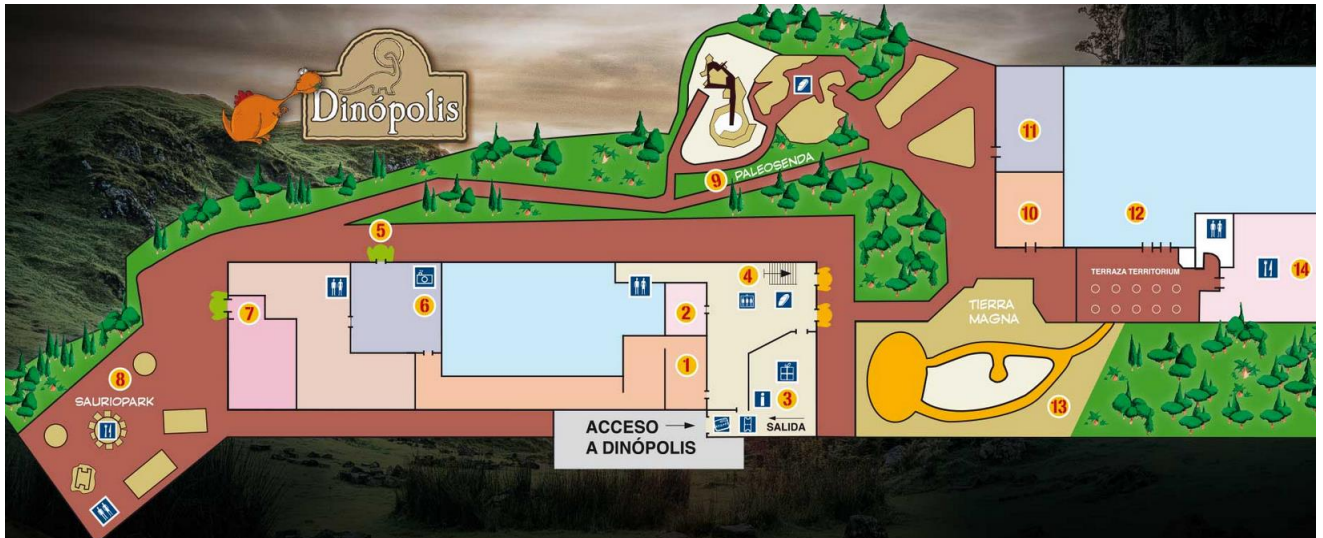 Dinópolis
11
9
PALEOSENDA
10
12
5
4
TERRAZA TERRITORIUM
14
6
7
2
TIERRA
MAGNA
8
1
SAURIOPARK
3
13
ACCESO
A DINÓPOLIS
SALIDA